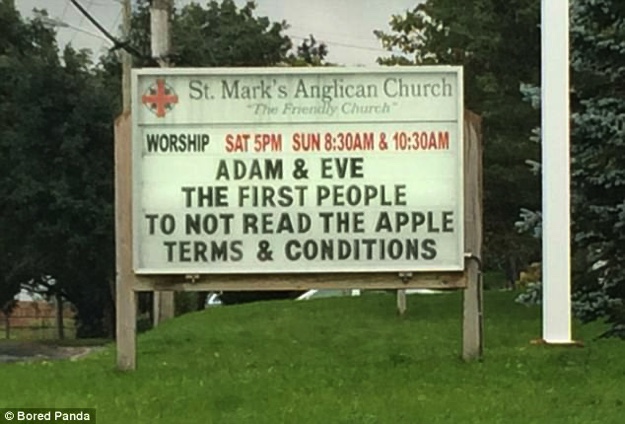 St. Mark's Anglican Church
"The Friendly Church"
WORSHIP SAT 5PM SUN 8:30AM & 10:30AM
ADAM & EVE
THE FIRST PEOPLE
TO NOT READ THE APPLE
TERMS & CONDITIONS
© Bored Panda